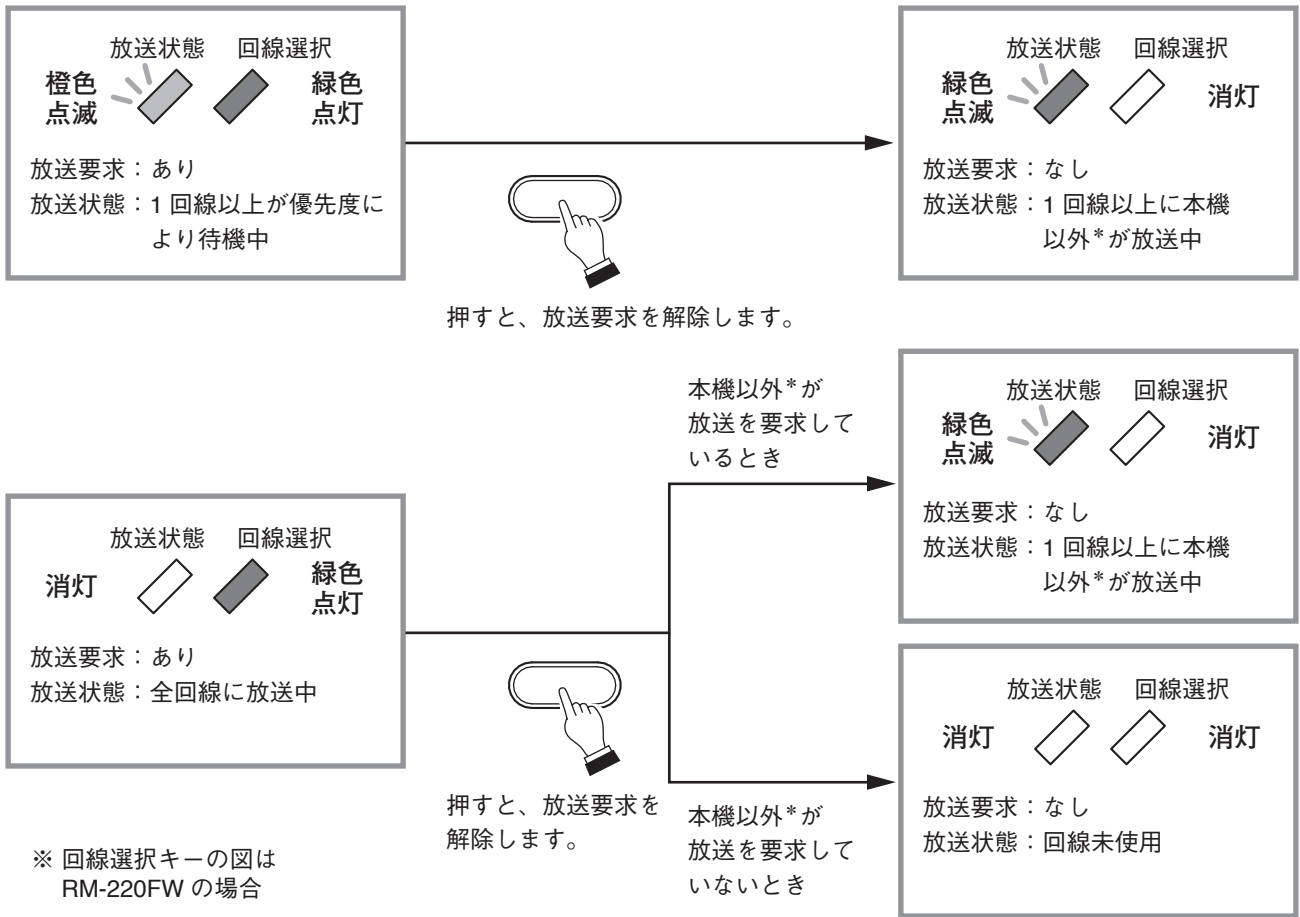 放送状態 回線選択
橙色
点滅
緑色
点灯
放送要求：あり
放送状態：1 回線以上が優先度に
より待機中
押すと、放送要求を解除します。
放送状態 回線選択
緑色
点滅
消灯
放送要求：なし
放送状態：1 回線以上に本機
以外*が放送中
放送状態 回線選択
消灯
緑色
点灯
放送要求：あり
放送状態：全回線に放送中
押すと、放送要求を
解除します。
本機以外*が
放送を要求して
いるとき
放送状態 回線選択
緑色
点滅
消灯
放送要求：なし
放送状態：1 回線以上に本機
以外*が放送中
本機以外*が
放送を要求して
いないとき
放送状態 回線選択
消灯
消灯
放送要求：なし
放送状態：回線未使用
※ 回線選択キーの図は
RM-220FW の場合